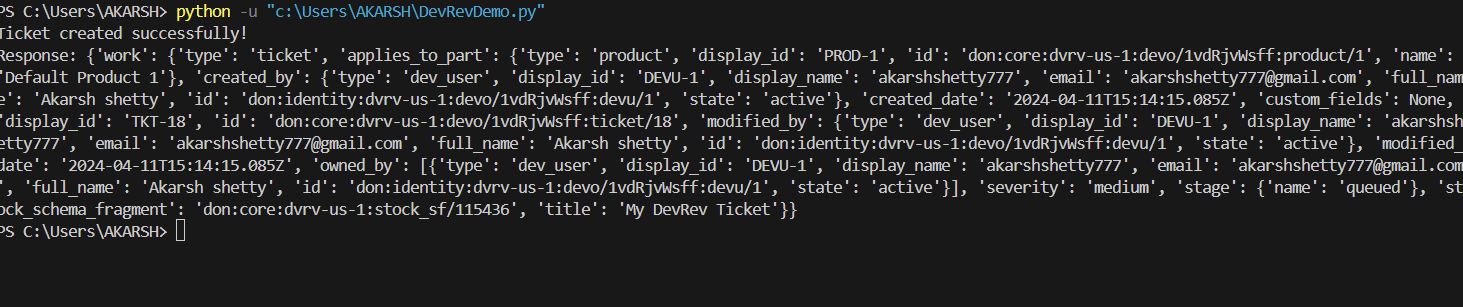 PS C:\Users\AKARSH> python -u "c:\Users\AKARSH\DevRevDemo.py"
Ticket created successfully!
Response: {'work': {'type': 'ticket', 'applies_to_part': {'type': 'product', 'display_id': 'PROD-1', 'id': 'don:core:dvrv-us-1:devo/1vdRjvWsff:product/1', 'name':
'Default Product 1'}, 'created_by': {'type': 'dev_user', 'display_id': 'DEVU-1', 'display_name': 'akarshshetty777', 'email': 'akarshshetty777@gmail.com', 'full_nam
e': 'Akarsh shetty', 'id': 'don:identity:dvrv-us-1:devo/1vdRjvWsff:devu/1', 'state': 'active'}, 'created_date': '2024-04-11T15:14:15.085Z', 'custom_fields': None,
'display_id': 'TKT-18', 'id': 'don:core:dvrv-us-1:devo/1vdRjvWsff:ticket/18', 'modified_by': {'type': 'dev_user', 'display_id': 'DEVU-1', 'display_name': 'akarshsh
etty777', 'email': 'akarshshetty777@gmail.com', 'full_name': 'Akarsh shetty', 'id': 'don:identity:dvrv-us-1:devo/1vdRjvWsff:devu/1', 'state': 'active'}, 'modified_
date': '2024-04-11T15:14:15.085Z', 'owned_by': [{'type': 'dev_user', 'display_id': 'DEVU-1', 'display_name': 'akarshshetty777', 'email': 'akarshshetty777@gmail.com
', 'full_name': 'Akarsh shetty', 'id': 'don:identity:dvrv-us-1:devo/1vdRjvWsff:devu/1', 'state': 'active'}], 'severity': 'medium', 'stage': {'name': 'queued'}, 'st
ock_schema_fragment': 'don:core:dvrv-us-1:stock_sf/115436', 'title': 'My DevRev Ticket'}}
PS C:\Users\AKARSH>